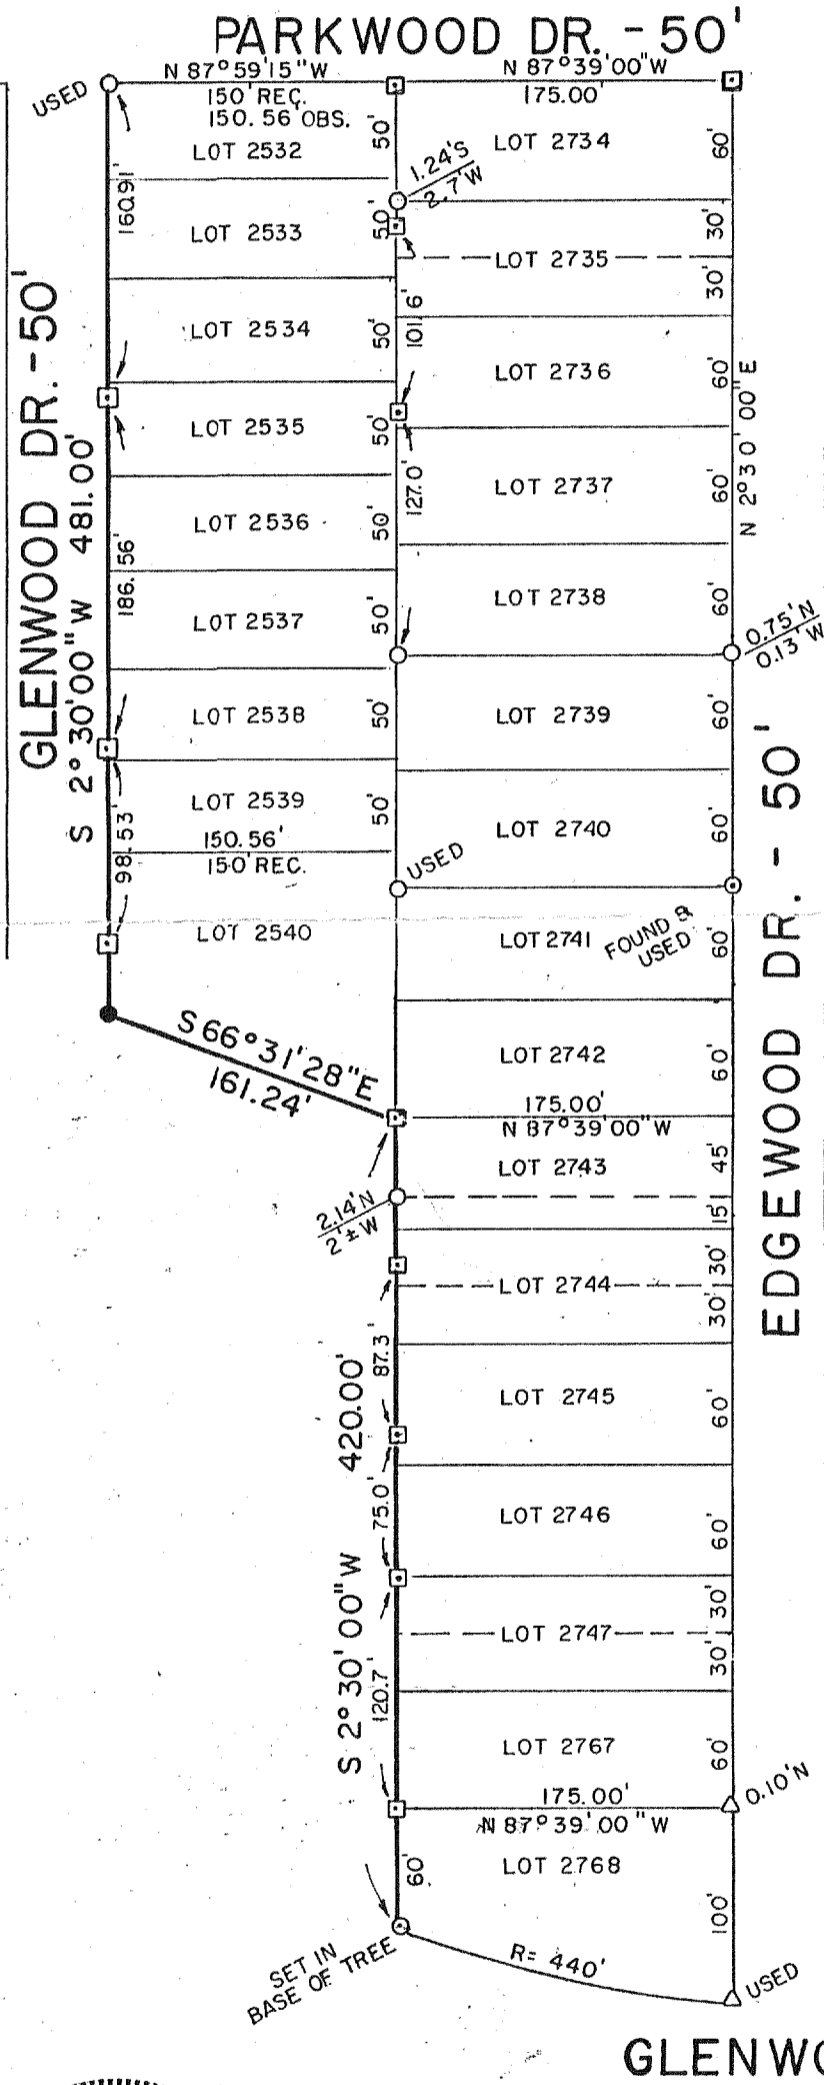 PARKWOOD DR. - 50'
N 87°59'15"W
150' REC.
150.56' OBS.
N 87°39'00"W
175.00'
USED
160.91'
LOT 2532
50'
LOT 2734
60'
1.24'S
2.7'W
LOT 2533
50'
30'
LOT 2735
30'
GLENWOOD DR. - 50'
S 2°30'00"W 481.00'
LOT 2534
50'
101.6'
LOT 2736
60'
N 2°30'00"E
LOT 2535
50'
127.0'
LOT 2737
60'
186.56'
LOT 2536
50'
LOT 2738
60'
LOT 2537
50'
0.75'N
0.13'W
LOT 2538
50'
LOT 2739
60'
98.53'
LOT 2539
50'
150.56'
150' REC.
LOT 2740
60'
USED
LOT 2540
LOT 2741
FOUND &
USED
60'
EDGEWOOD DR. - 50'
S 66°31'28"E
161.24'
LOT 2742
60'
175.00'
N 87°39'00"W
LOT 2743
45'
2.14'N
2'±W
15'
30'
LOT 2744
30'
87.3'
S 2°30'00"W 420.00'
LOT 2745
60'
75.0'
LOT 2746
60'
30'
LOT 2747
30'
120.7'
LOT 2767
60'
175.00'
N 87°39'00"W
0.10'N
LOT 2768
60'
100'
SET IN
BASE OF TREE
R= 440'
USED
GLENWO